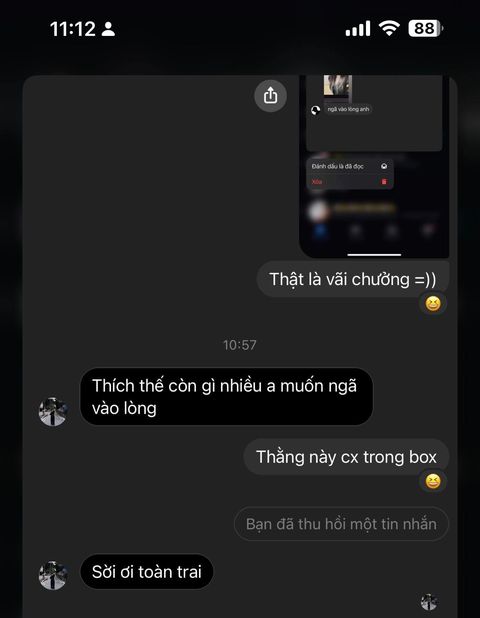 11:12
88
ngã vào lòng anh
Đánh dấu là đã đọc
Xóa
Thật là vãi chưởng =))
10:57
Thích thế còn gì nhiều a muốn ngã
vào lòng
Thằng này cx trong box
Bạn đã thu hồi một tin nhắn
Sời ơi toàn trai